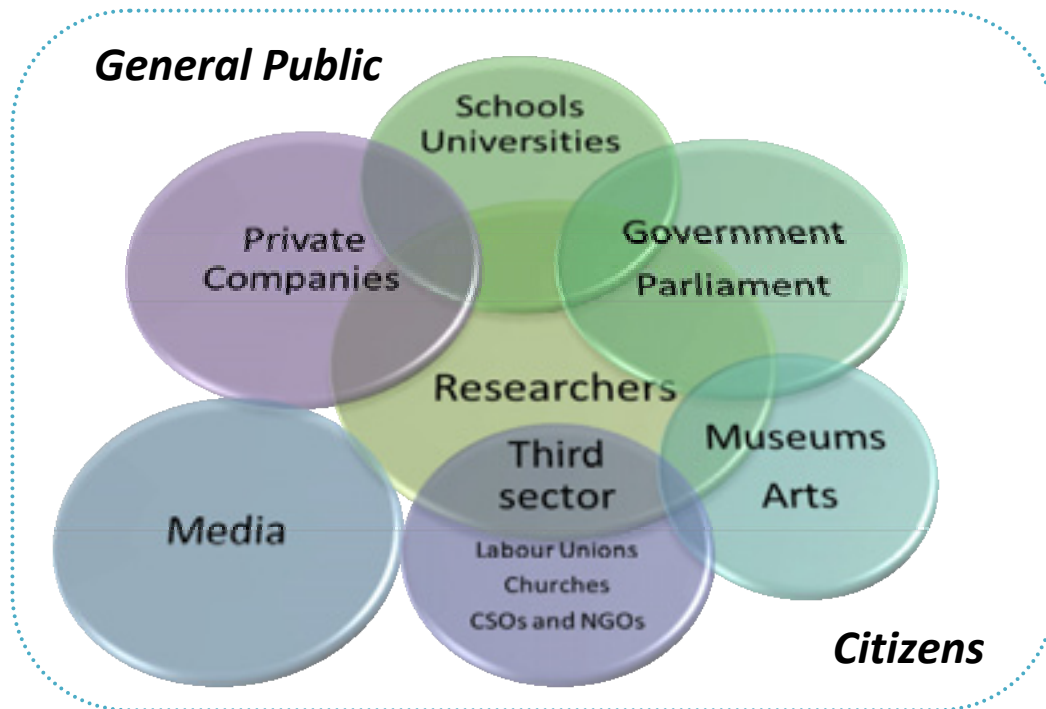 General Public
Schools
Universities
Private
Companies
Government
Parliament
Researchers
Museums
Arts
Third
sector
Media
Labour Unions
Churches
CSOs and NGOs
Citizens